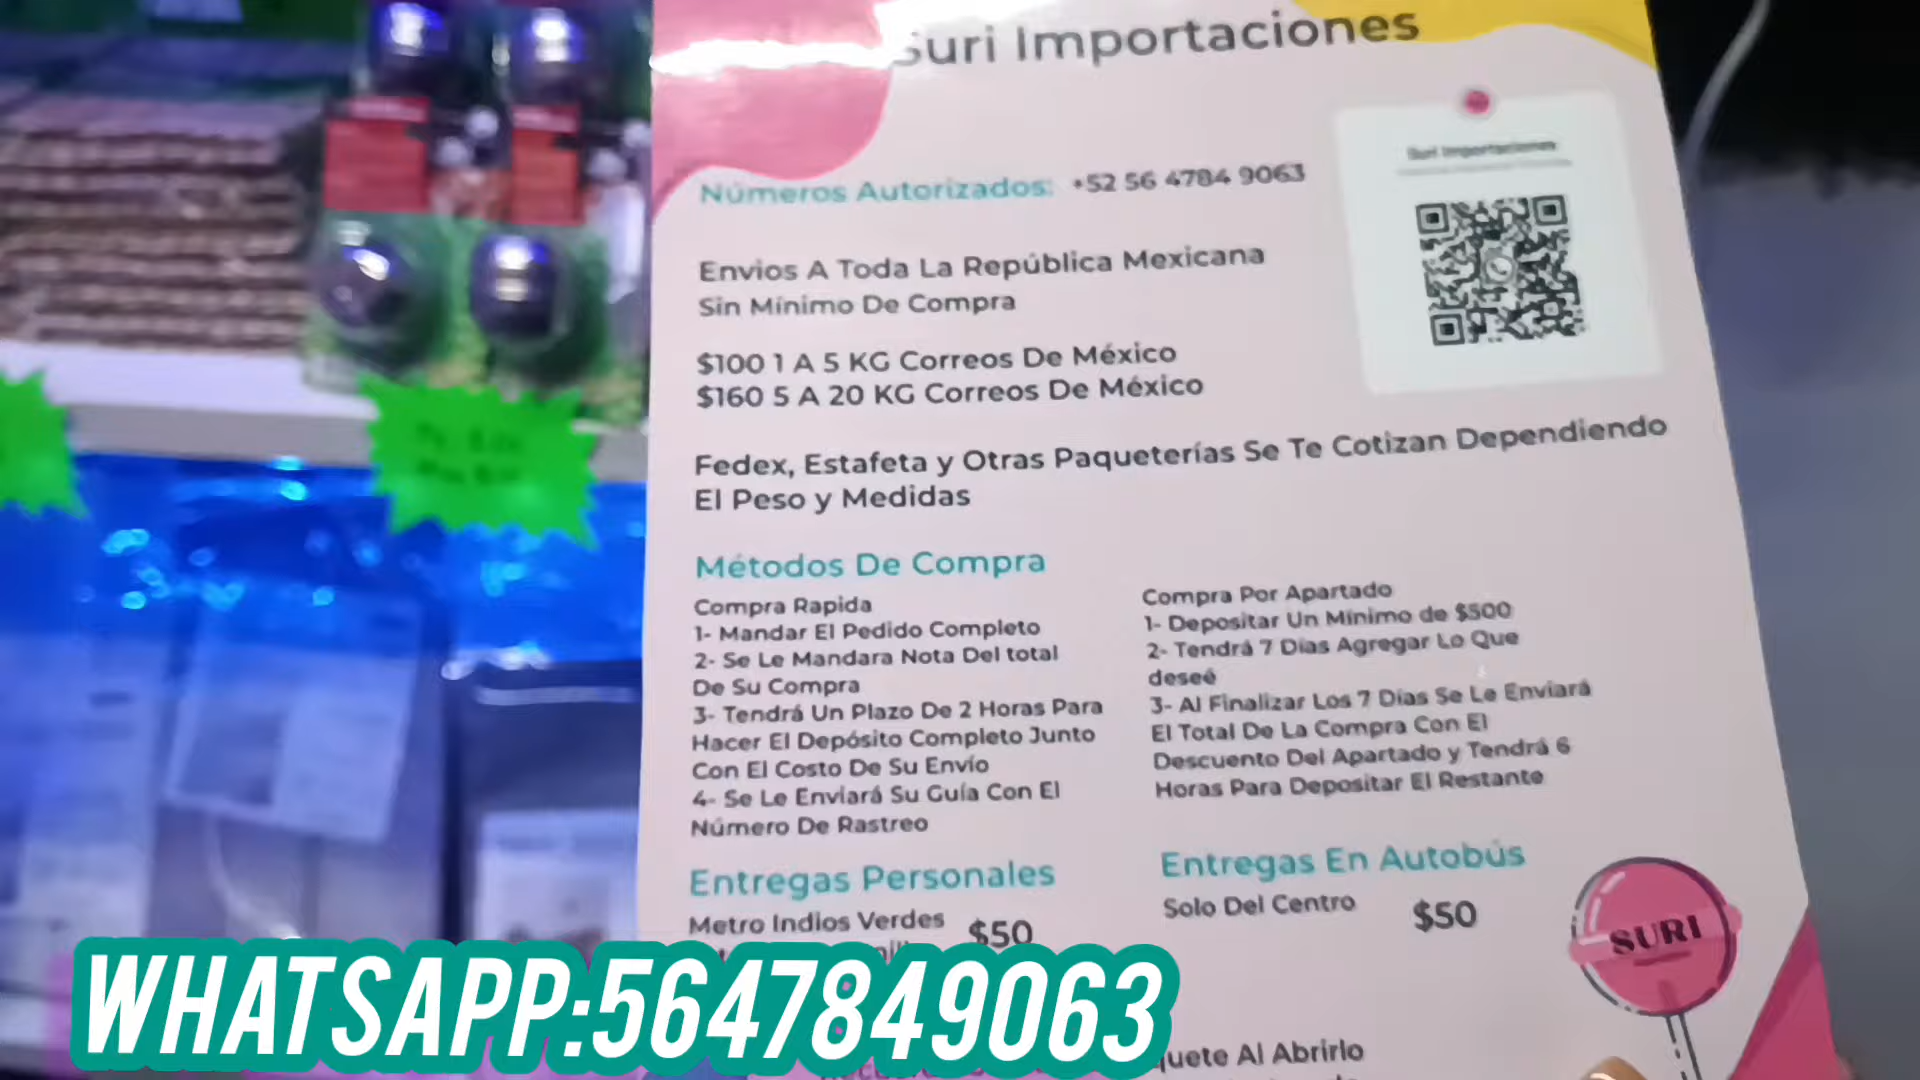 Suri Importaciones
Suri Importaciones
Números Autorizados: +52 56 4784 9063
Envios A Toda La República Mexicana
Sin Mínimo De Compra
$100 1 A 5 KG Correos De México
$160 5 A 20 KG Correos De México
Fedex, Estafeta y Otras Paqueterías Se Te Cotizan Dependiendo
El Peso y Medidas
Métodos De Compra
Compra Rapida
1- Mandar El Pedido Completo
2- Se Le Mandara Nota Del total
De Su Compra
3- Tendrá Un Plazo De 2 Horas Para
Hacer El Depósito Completo Junto
Con El Costo De Su Envío
4- Se Le Enviará Su Guía Con El
Número De Rastreo
Compra Por Apartado
1- Depositar Un Mínimo de $500
2- Tendrá 7 Días Agregar Lo Que
deseé
3- Al Finalizar Los 7 Días Se Le Enviará
El Total De La Compra Con El
Descuento Del Apartado y Tendrá 6
Horas Para Depositar El Restante
Entregas Personales
Metro Indios Verdes $50
Entregas En Autobús
Solo Del Centro $50
SURI
WHATSAPP:5647849063
Al Abrirlo